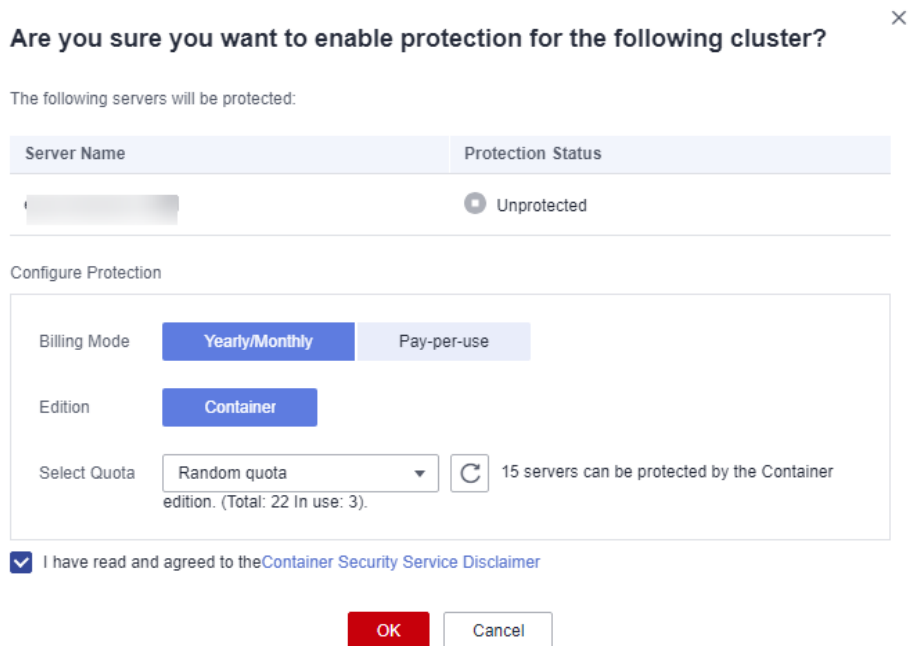 Are you sure you want to enable protection for the following cluster?
The following servers will be protected:
Server Name Protection Status
Unprotected
Configure Protection
Billing Mode Yearly/Monthly Pay-per-use
Edition Container
Select Quota Random quota 15 servers can be protected by the Container
edition. (Total: 22 In use: 3).
I have read and agreed to theContainer Security Service Disclaimer
OK Cancel